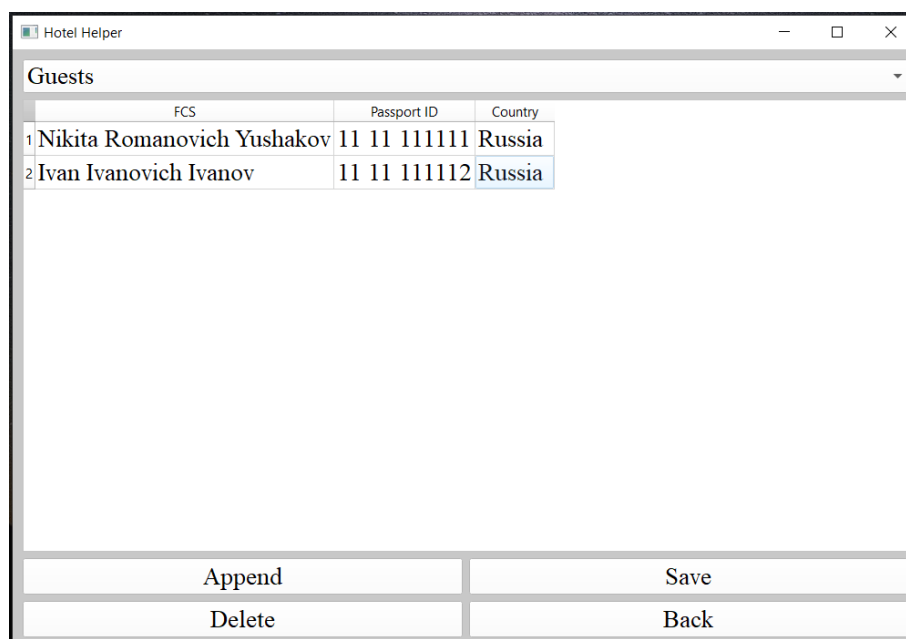 Hotel Helper
Guests
FCS Passport ID Country
1 Nikita Romanovich Yushakov 11 11 111111 Russia
2 Ivan Ivanovich Ivanov 11 11 111112 Russia
Append Save
Delete Back